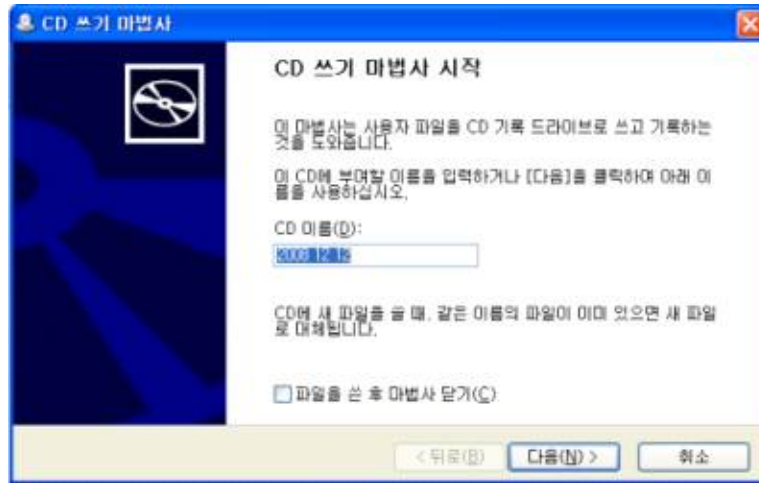 CD 쓰기 마법사
CD 쓰기 마법사 시작
이 마법사는 사용자 파일을 CD 기록 드라이브로 쓰고 기록하는
것을 도와줍니다.
이 CD에 부여할 이름을 입력하거나 [다음]을 클릭하여 아래 이
름을 사용하십시오.
CD 이름(D):
2008 12 12
CD에 새 파일을 쓸 때, 같은 이름의 파일이 이미 있으면 새 파일
로 대체됩니다.
파일을 쓴 후 마법사 닫기(C)
< 뒤로(B)
다음(N) >
취소